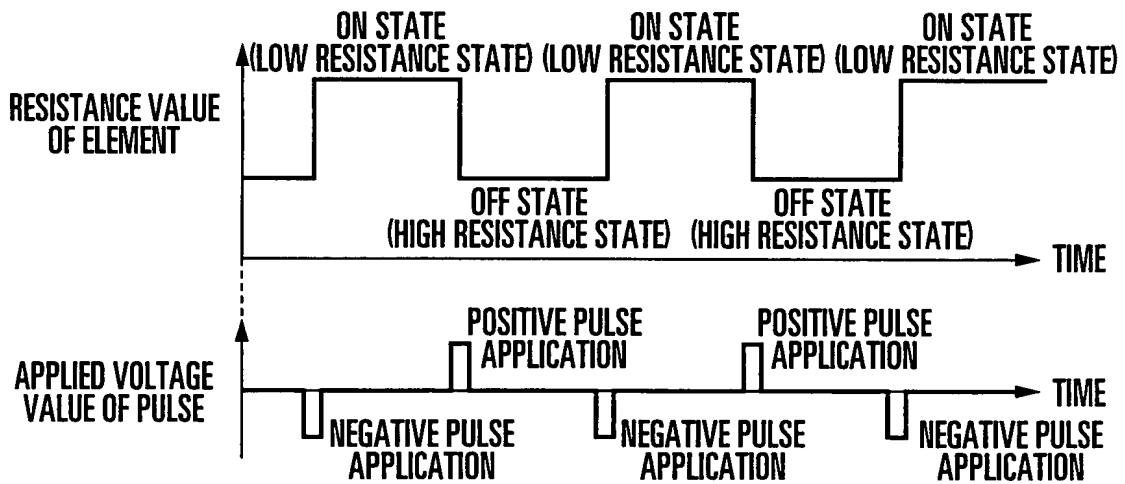 ON STATE
(LOW RESISTANCE STATE)
ON STATE
(LOW RESISTANCE STATE)
ON STATE
(LOW RESISTANCE STATE)
RESISTANCE VALUE
OF ELEMENT
OFF STATE
(HIGH RESISTANCE STATE)
OFF STATE
(HIGH RESISTANCE STATE)
TIME
POSITIVE PULSE
APPLICATION
POSITIVE PULSE
APPLICATION
APPLIED VOLTAGE
VALUE OF PULSE
TIME
NEGATIVE PULSE
APPLICATION
NEGATIVE PULSE
APPLICATION
NEGATIVE PULSE
APPLICATION